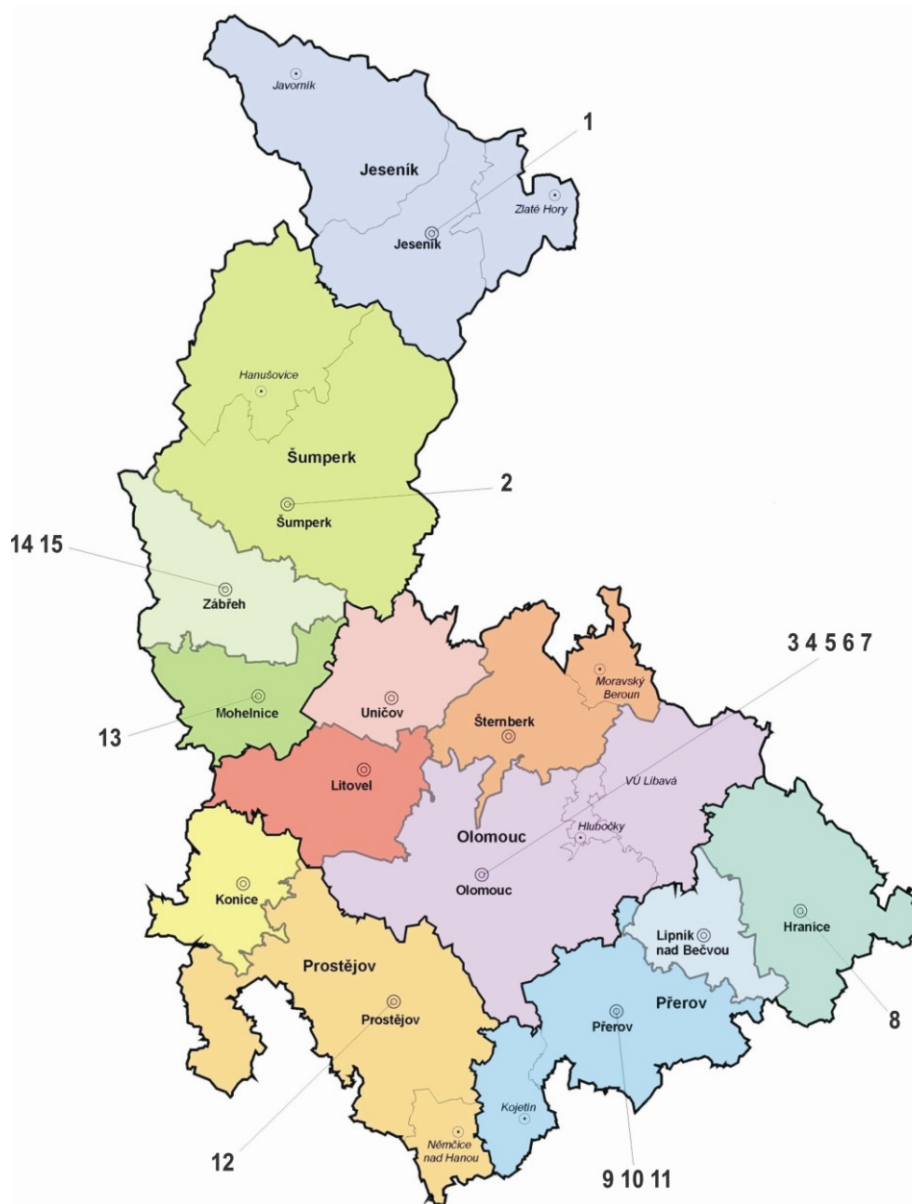 Javorník
1
Jeseník
Zlaté Hory
Jeseník
Hanušovice
Šumperk
2
Šumperk
14 15
Zábřeh
3 4 5 6 7
Moravský
Beroun
Mohelnice
Uničov
Šternberk
13
Litovel
VÚ Libavá
Olomouc
Hlubočky
Olomouc
Konice
Hranice
Lipník
nad Bečvou
Prostějov
Přerov
Prostějov
Přerov
8
Kojetín
Němčice
nad Hanou
12
9 10 11